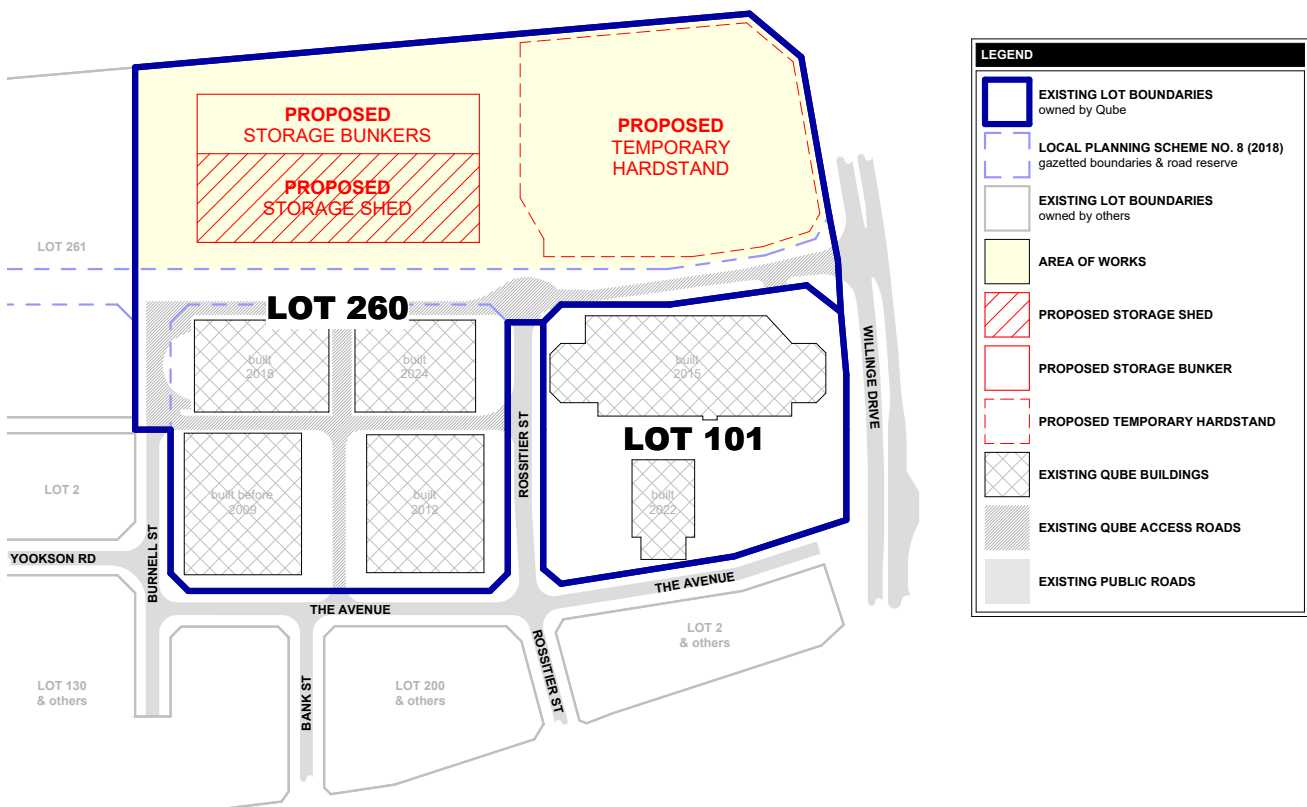 PROPOSED
STORAGE BUNKERS
PROPOSED
STORAGE SHED
PROPOSED
TEMPORARY
HARDSTAND
LOT 261
LOT 260
built
2018
built
2024
built
2015
LOT 101
built before
2009
built
2012
built
2022
LOT 2
YOOKSON RD
BURNELL ST
ROSSITIER ST
WILLINGE DRIVE
THE AVENUE
THE AVENUE
LOT 2
& others
LOT 130
& others
BANK ST
LOT 200
& others
ROSSITIER ST
LEGEND
EXISTING LOT BOUNDARIES
owned by Qube
LOCAL PLANNING SCHEME NO. 8 (2018)
gazetted boundaries & road reserve
EXISTING LOT BOUNDARIES
owned by others
AREA OF WORKS
PROPOSED STORAGE SHED
PROPOSED STORAGE BUNKER
PROPOSED TEMPORARY HARDSTAND
EXISTING QUBE BUILDINGS
EXISTING QUBE ACCESS ROADS
EXISTING PUBLIC ROADS